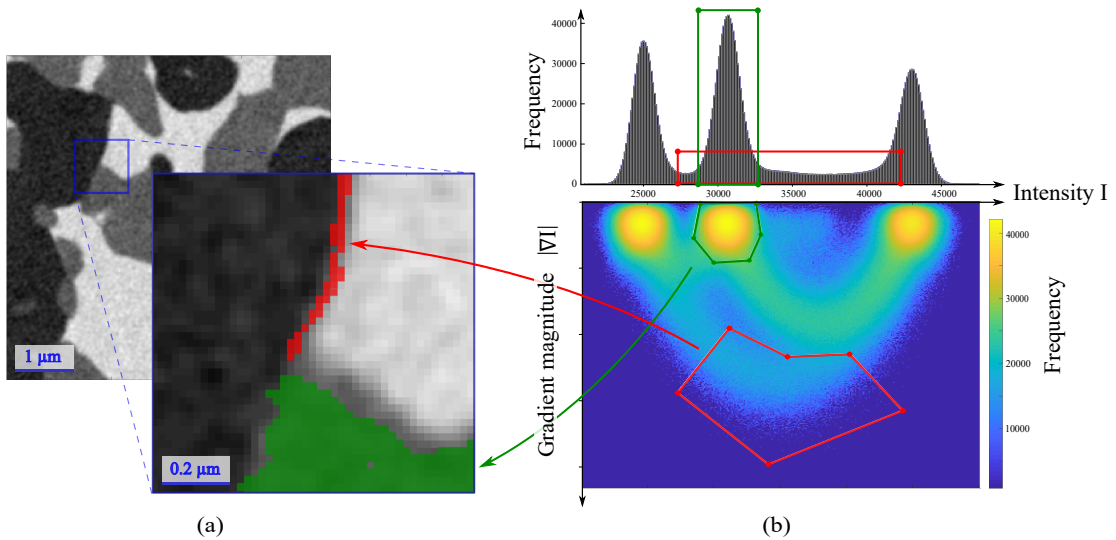 1 μm
0.2 μm
(a)
Frequency
40000
30000
20000
10000
0
25000 30000 35000 40000 45000
Intensity I
Gradient magnitude |∇I|
40000
30000
20000
10000
Frequency
(b)